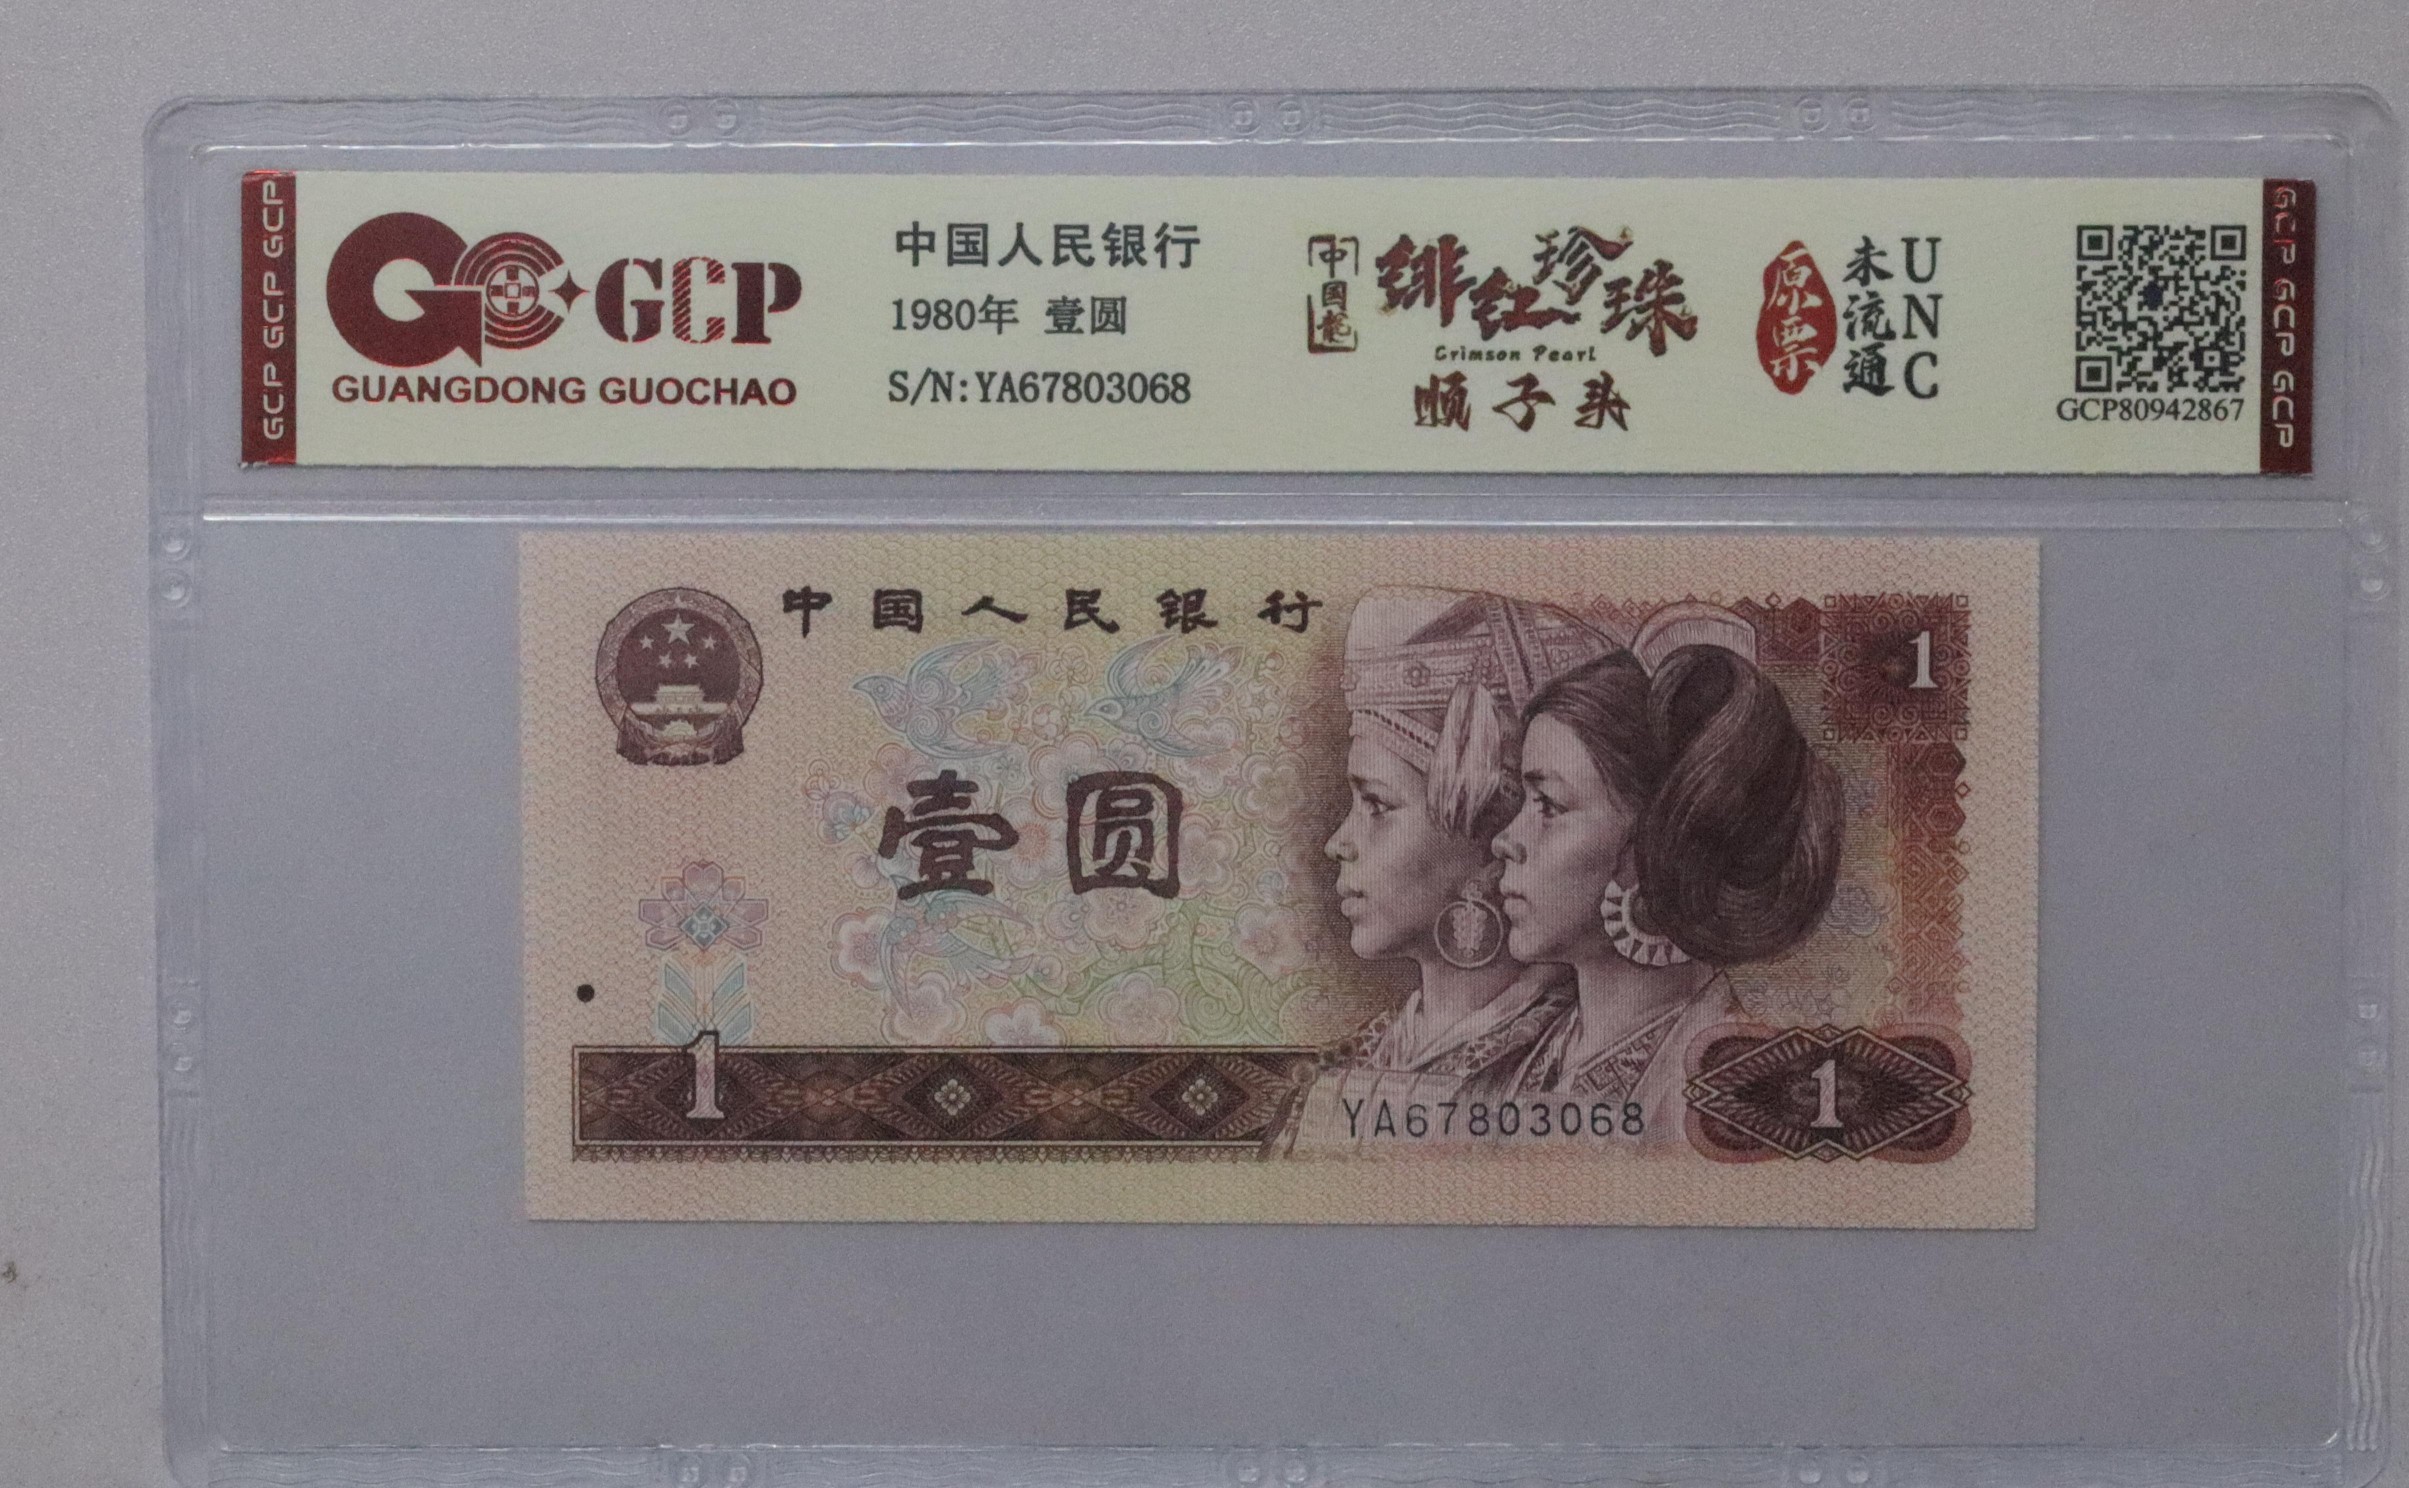 GCP GCP GCP
GCP
GUANGDONG GUOCHAO
中国人民银行
1980年 壹圆
S/N:YA67803068
中国龙
绯红珍珠
Crimson Pearl
顺子头
原票
未流通
UNC
GCP80942867
GCP GCP GCP
中国人民银行
1
壹圆
1
YA67803068
1